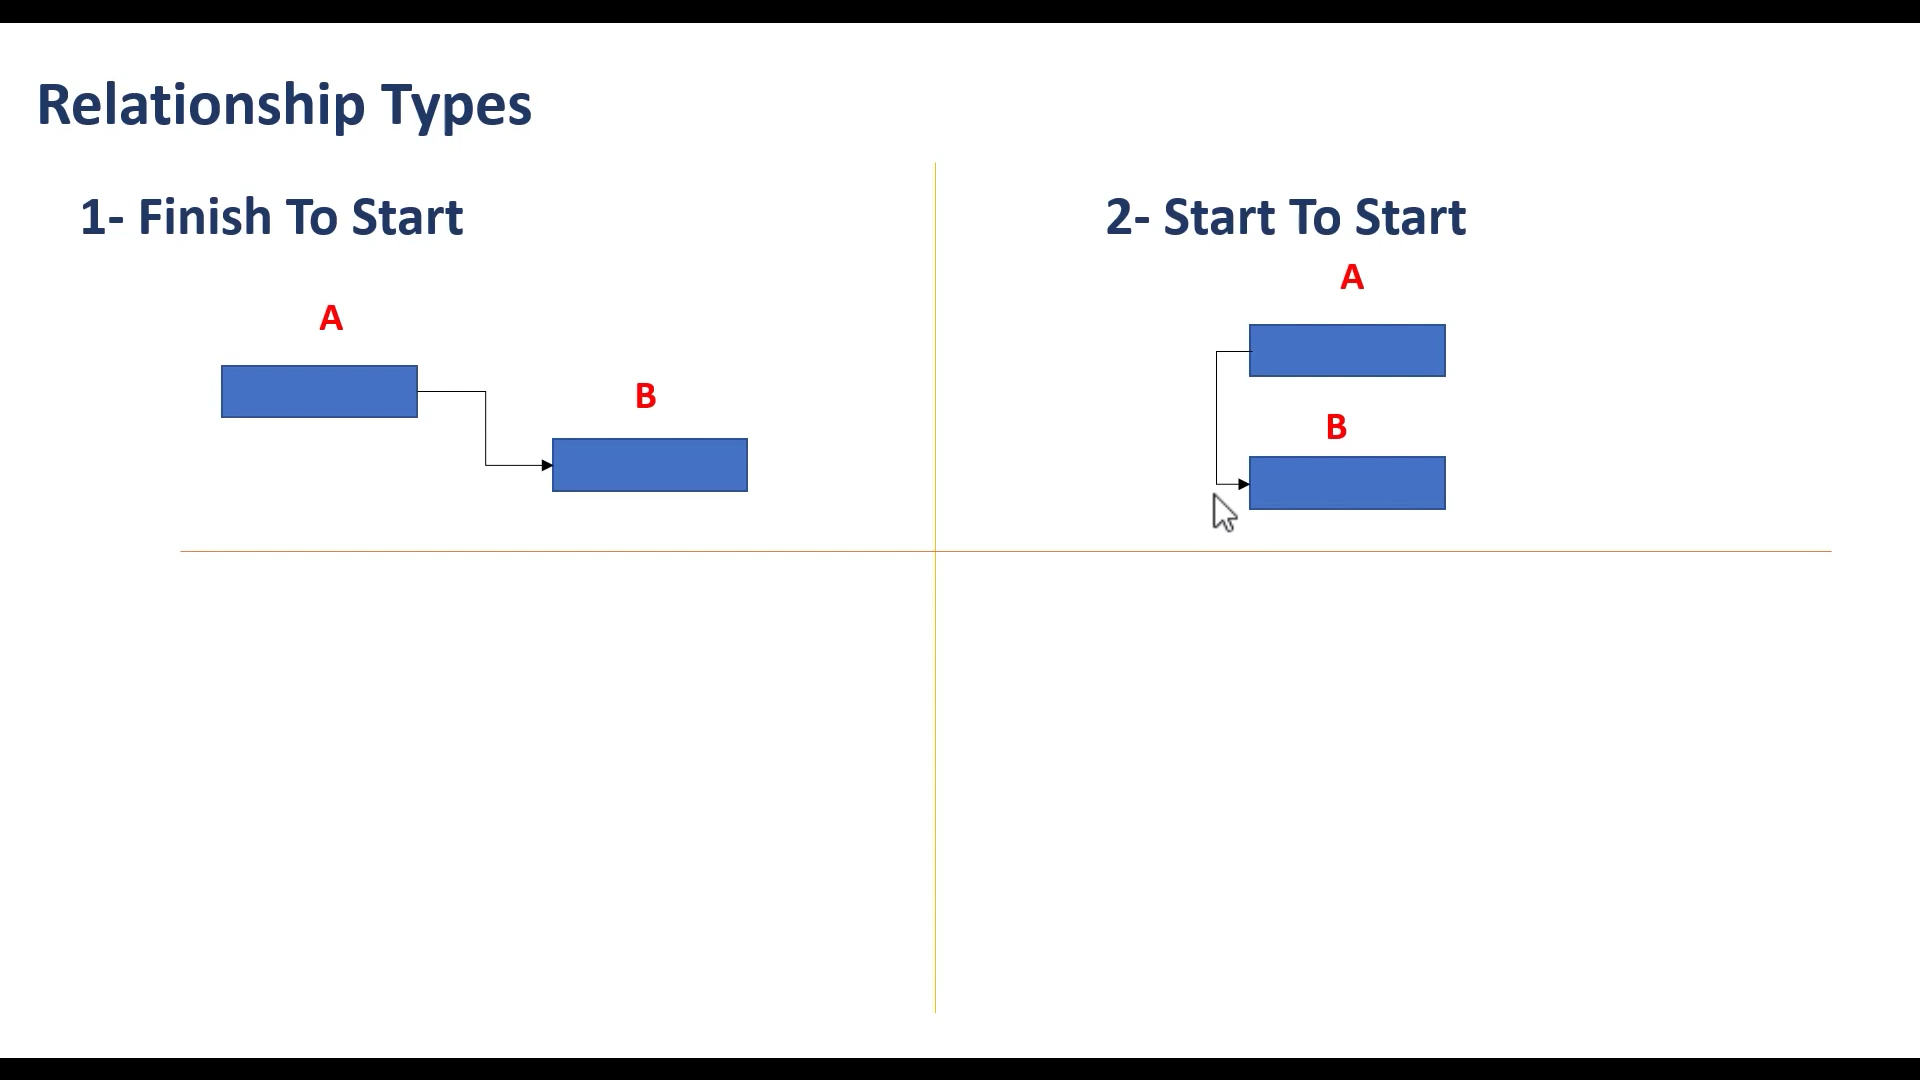 Relationship Types
1- Finish To Start
A
B
2- Start To Start
A
B